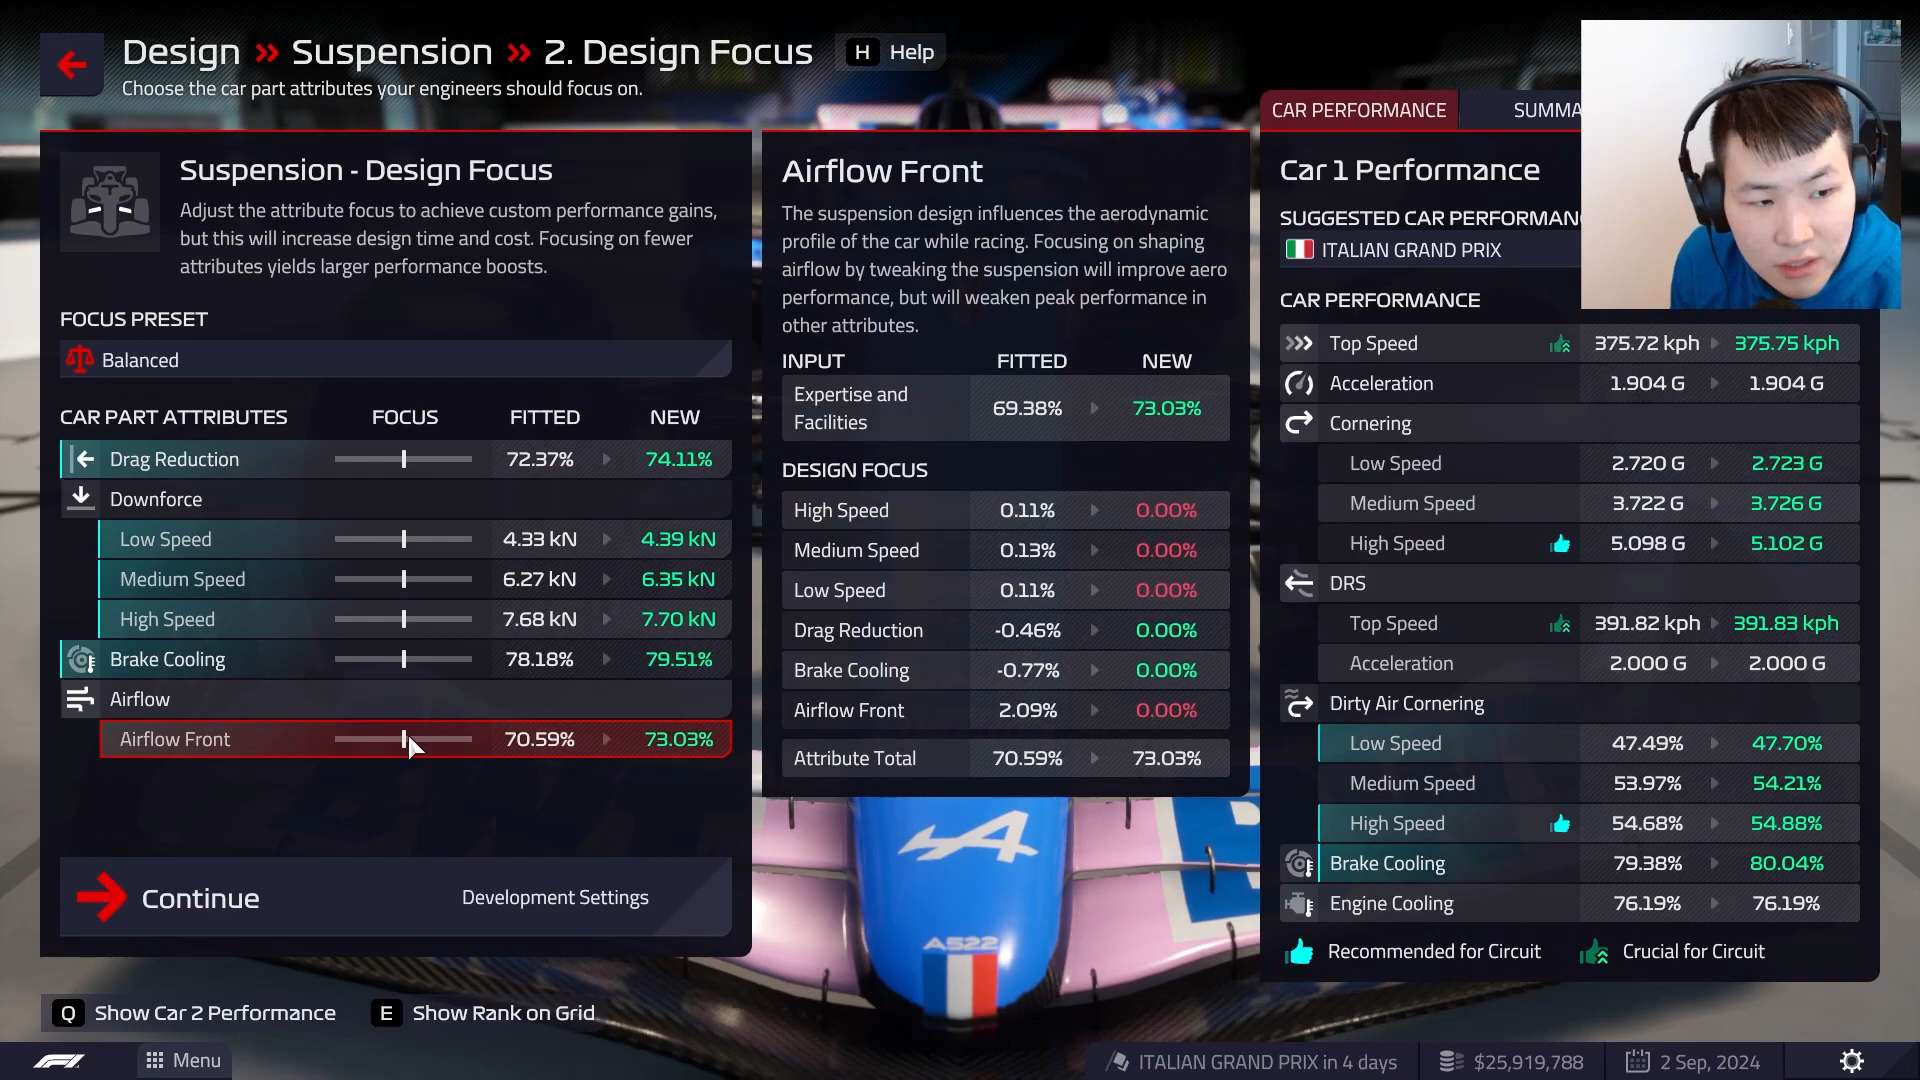 Design » Suspension » 2. Design Focus
H Help
Choose the car part attributes your engineers should focus on.
Suspension - Design Focus
Adjust the attribute focus to achieve custom performance gains,
but this will increase design time and cost. Focusing on fewer
attributes yields larger performance boosts.
FOCUS PRESET
Balanced
CAR PART ATTRIBUTES FOCUS FITTED NEW
Drag Reduction 72.37% 74.11%
Downforce
Low Speed 4.33 kN 4.39 kN
Medium Speed 6.27 kN 6.35 kN
High Speed 7.68 kN 7.70 kN
Brake Cooling 78.18% 79.51%
Airflow
Airflow Front 70.59% 73.03%
Continue Development Settings
Airflow Front
The suspension design influences the aerodynamic
profile of the car while racing. Focusing on shaping
airflow by tweaking the suspension will improve aero
performance, but will weaken peak performance in
other attributes.
INPUT FITTED NEW
Expertise and
Facilities 69.38% 73.03%
DESIGN FOCUS
High Speed 0.11% 0.00%
Medium Speed 0.13% 0.00%
Low Speed 0.11% 0.00%
Drag Reduction -0.46% 0.00%
Brake Cooling -0.77% 0.00%
Airflow Front 2.09% 0.00%
Attribute Total 70.59% 73.03%
A522
CAR PERFORMANCE SUMMA
Car 1 Performance
SUGGESTED CAR PERFORMAN
ITALIAN GRAND PRIX
CAR PERFORMANCE
Top Speed 375.72 kph 375.75 kph
Acceleration 1.904 G 1.904 G
Cornering
Low Speed 2.720 G 2.723 G
Medium Speed 3.722 G 3.726 G
High Speed 5.098 G 5.102 G
DRS
Top Speed 391.82 kph 391.83 kph
Acceleration 2.000 G 2.000 G
Dirty Air Cornering
Low Speed 47.49% 47.70%
Medium Speed 53.97% 54.21%
High Speed 54.68% 54.88%
Brake Cooling 79.38% 80.04%
Engine Cooling 76.19% 76.19%
Recommended for Circuit Crucial for Circuit
Q Show Car 2 Performance E Show Rank on Grid
F1 Menu ITALIAN GRAND PRIX in 4 days $25,919,788 2 Sep, 2024